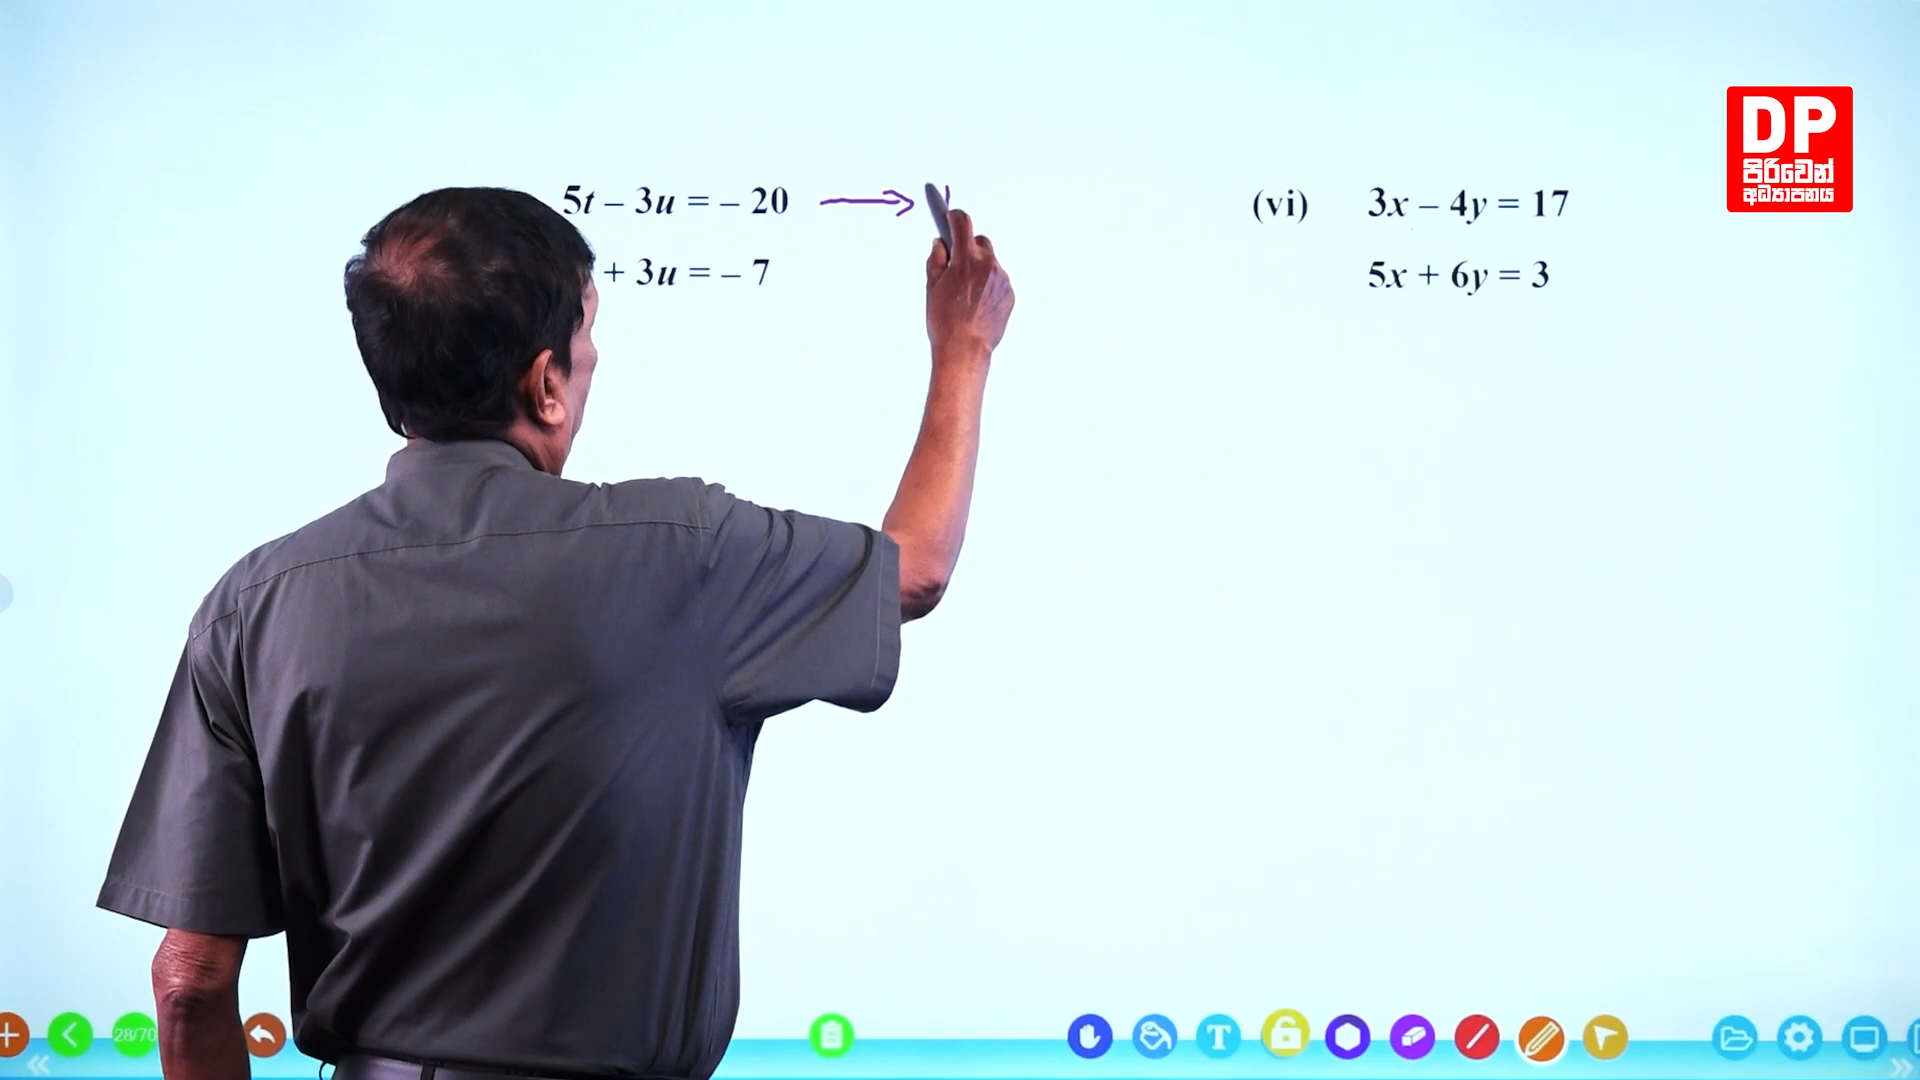 DP
පිරිවෙන්
අධ්‍යාපනය
5t – 3u = – 20
+ 3u = – 7
(vi) 3x – 4y = 17
5x + 6y = 3
28/70
T